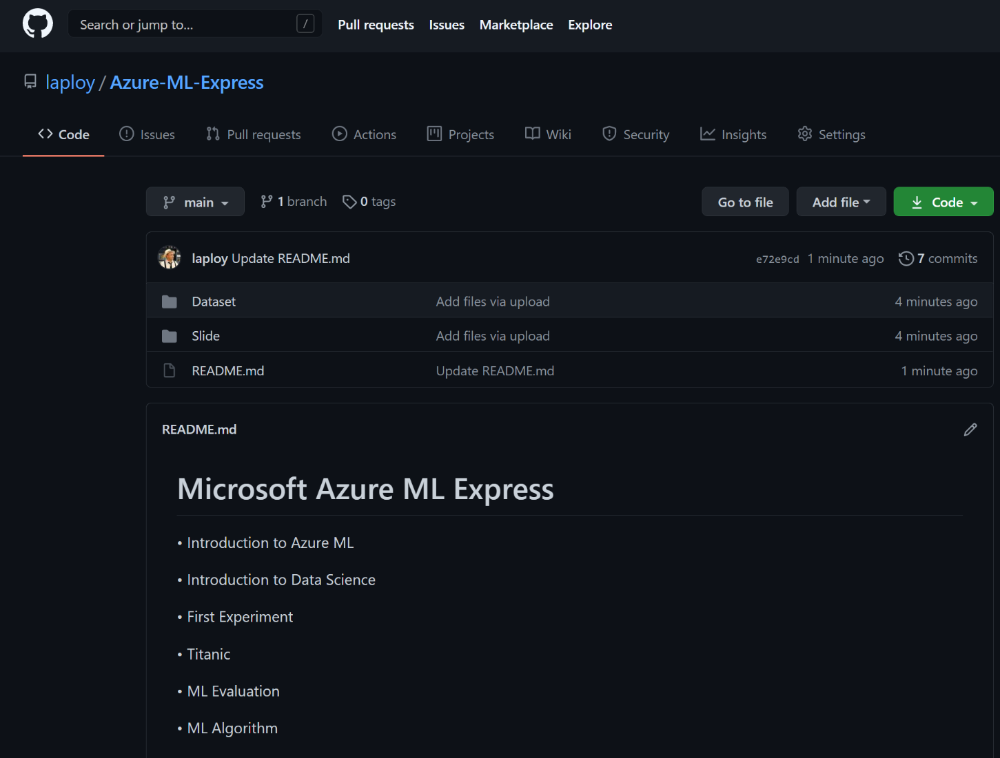 Search or jump to... /
Pull requests Issues Marketplace Explore
laploy / Azure-ML-Express
Code Issues Pull requests Actions Projects Wiki Security Insights Settings
main 1 branch 0 tags Go to file Add file Code
laploy Update README.md e72e9cd 1 minute ago 7 commits
Dataset Add files via upload 4 minutes ago
Slide Add files via upload 4 minutes ago
README.md Update README.md 1 minute ago
README.md
Microsoft Azure ML Express
• Introduction to Azure ML
• Introduction to Data Science
• First Experiment
• Titanic
• ML Evaluation
• ML Algorithm